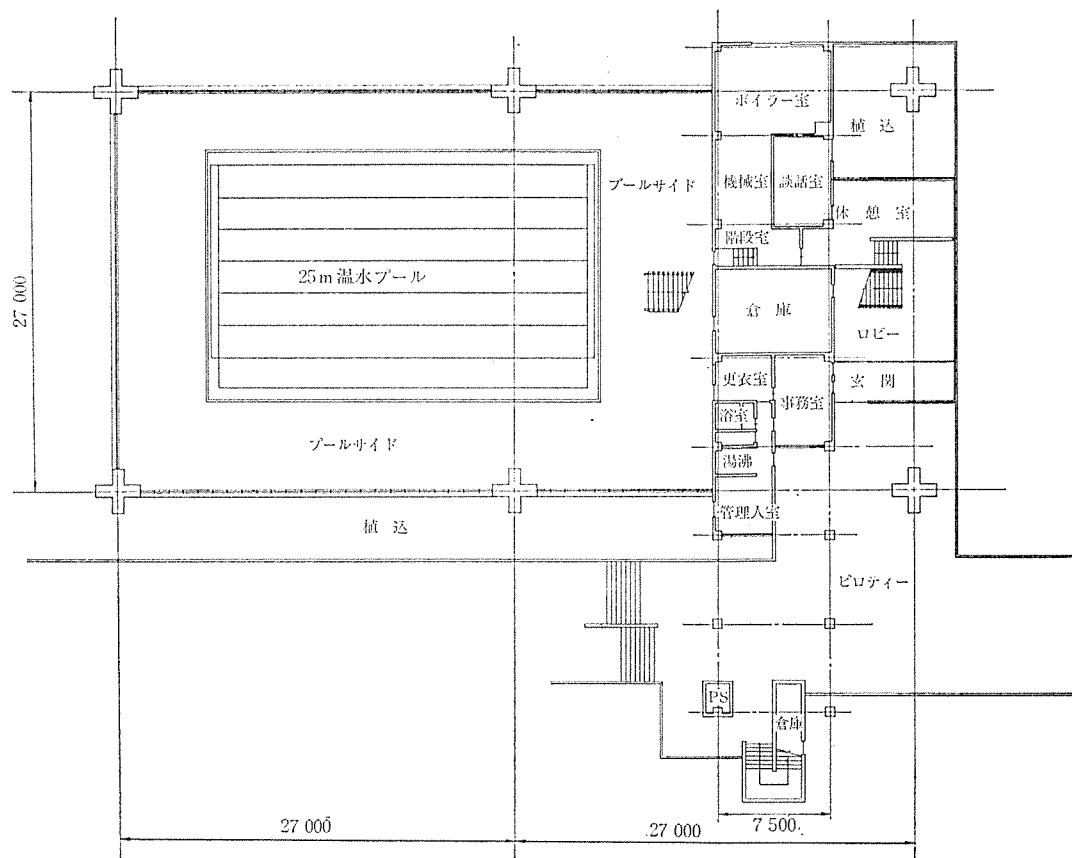 ボイラー室
植込
プールサイド
機械室
談話室
休憩室
階段室
25m温水プール
27 000
倉庫
ロビー
更衣室
玄関
浴室
事務室
プールサイド
湯沸
管理人室
植込
ピロティー
PS
倉庫
27 000
27 000
7 500